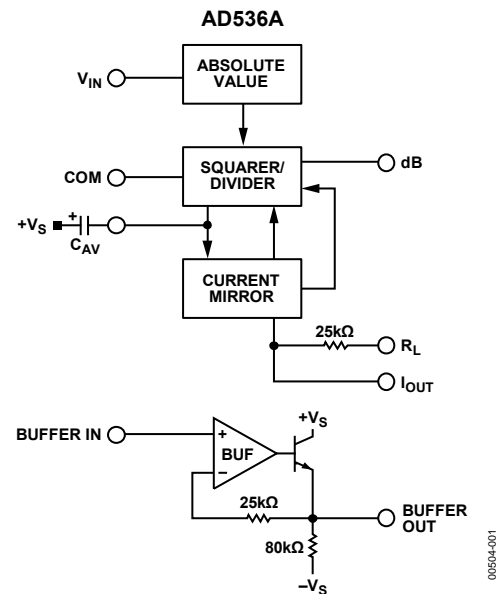 AD536A
ABSOLUTE
VALUE
VIN
SQUARER/
DIVIDER
COM
dB
+VS
+
CAV
CURRENT
MIRROR
25kΩ
RL
IOUT
+VS
BUFFER IN
+
BUF
−
25kΩ
BUFFER
OUT
80kΩ
−VS
00504-001